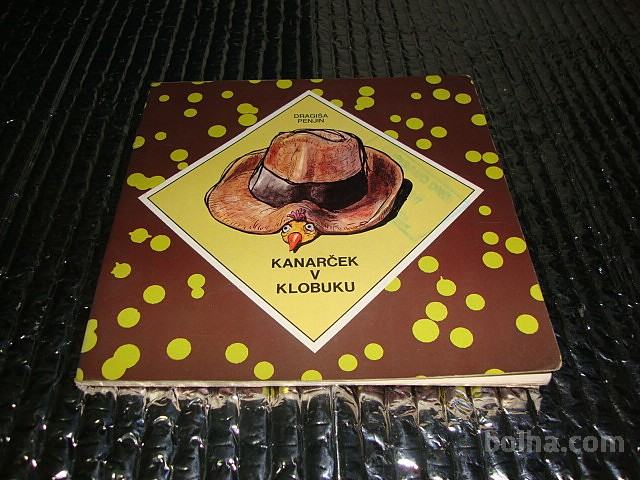 DRAGIŠA
PENJIN
KANARČEK
V
KLOBUKU
bolha.com